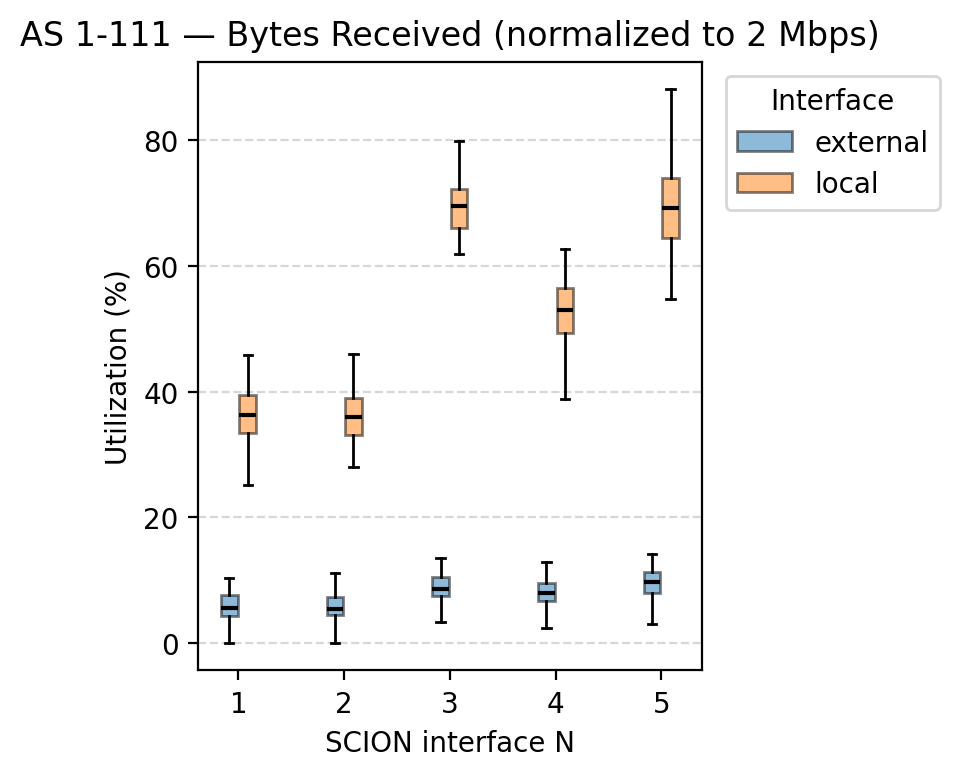 AS 1-111 — Bytes Received (normalized to 2 Mbps)
Interface
external
local
Utilization (%)
80
60
40
20
0
1 2 3 4 5
SCION interface N